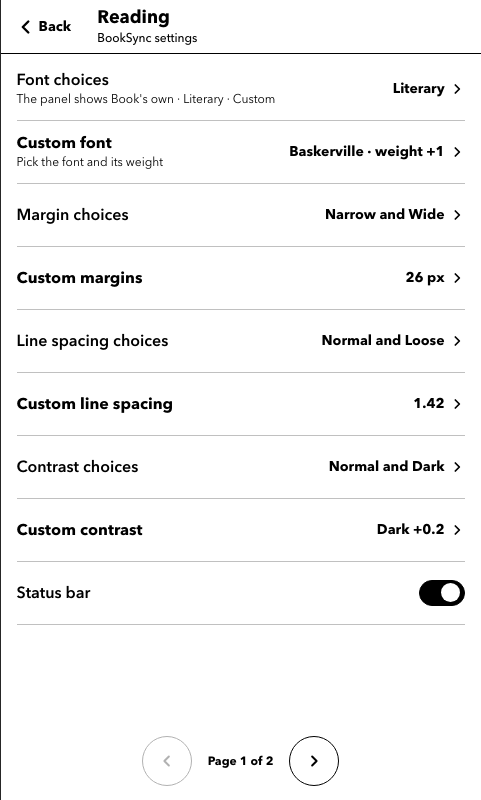 Back
Reading
BookSync settings
Font choices
The panel shows Book's own · Literary · Custom
Literary
Custom font
Pick the font and its weight
Baskerville · weight +1
Margin choices
Narrow and Wide
Custom margins
26 px
Line spacing choices
Normal and Loose
Custom line spacing
1.42
Contrast choices
Normal and Dark
Custom contrast
Dark +0.2
Status bar
Page 1 of 2